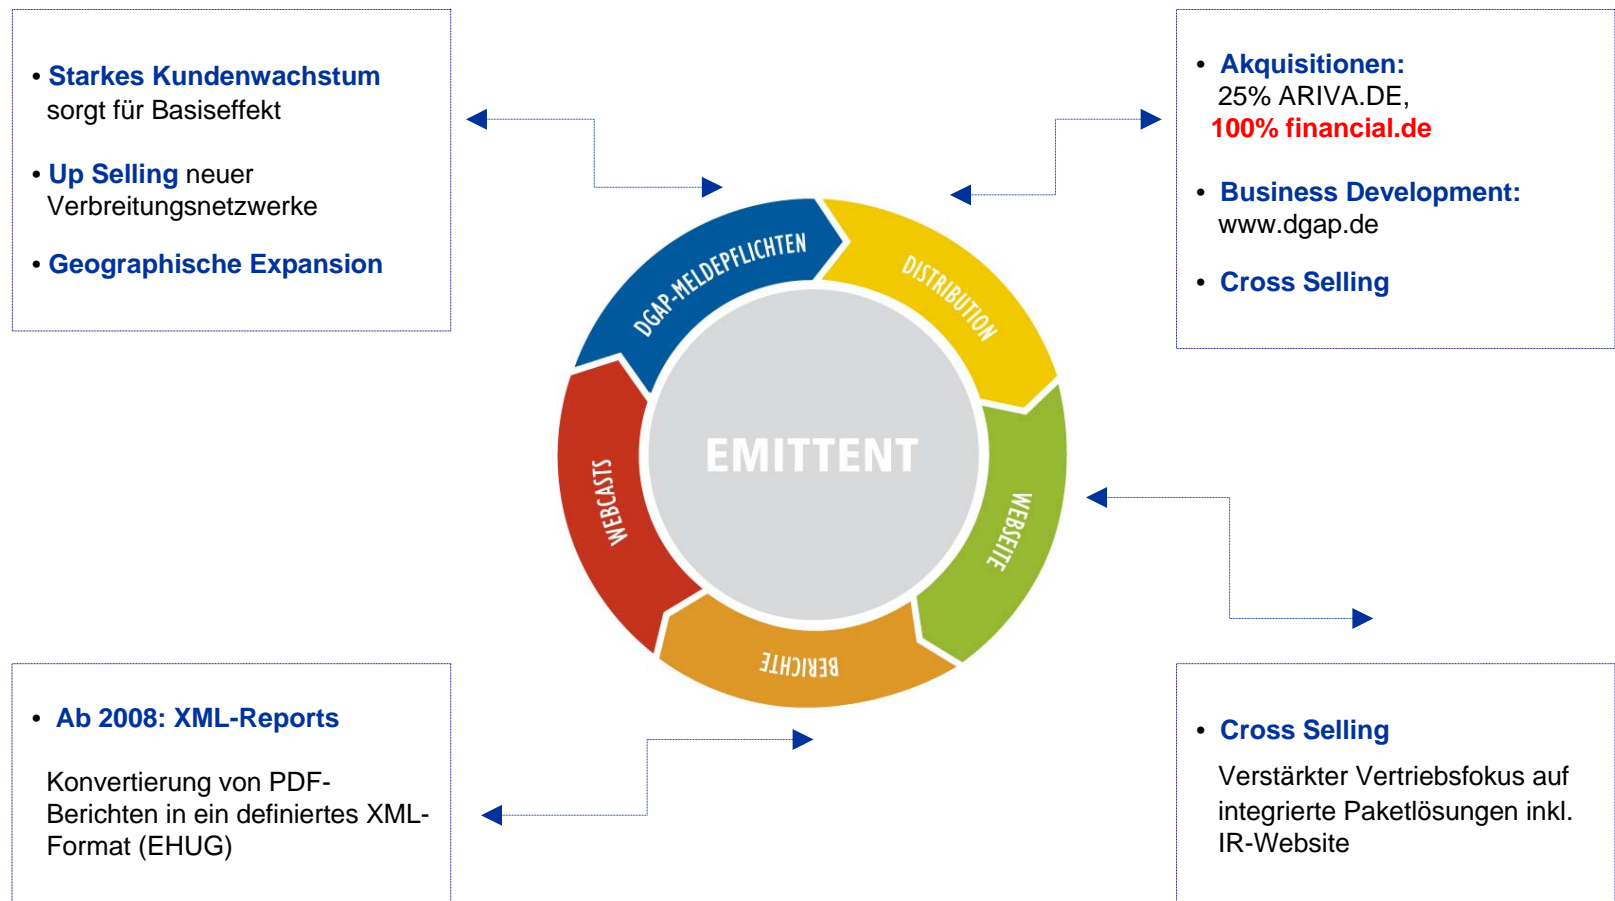 • Starkes Kundenwachstum
sorgt für Basiseffekt
• Up Selling neuer
Verbreitungsnetzwerke
• Geographische Expansion
• Akquisitionen:
25% ARIVA.DE,
100% financial.de
• Business Development:
www.dgap.de
• Cross Selling
DGAP-MELDEPFLICHTEN
DISTRIBUTION
EMITTENT
WEBCASTS
WEBSEITE
BERICHTE
• Ab 2008: XML-Reports
Konvertierung von PDF-
Berichten in ein definiertes XML-
Format (EHUG)
• Cross Selling
Verstärkter Vertriebsfokus auf
integrierte Paketlösungen inkl.
IR-Website